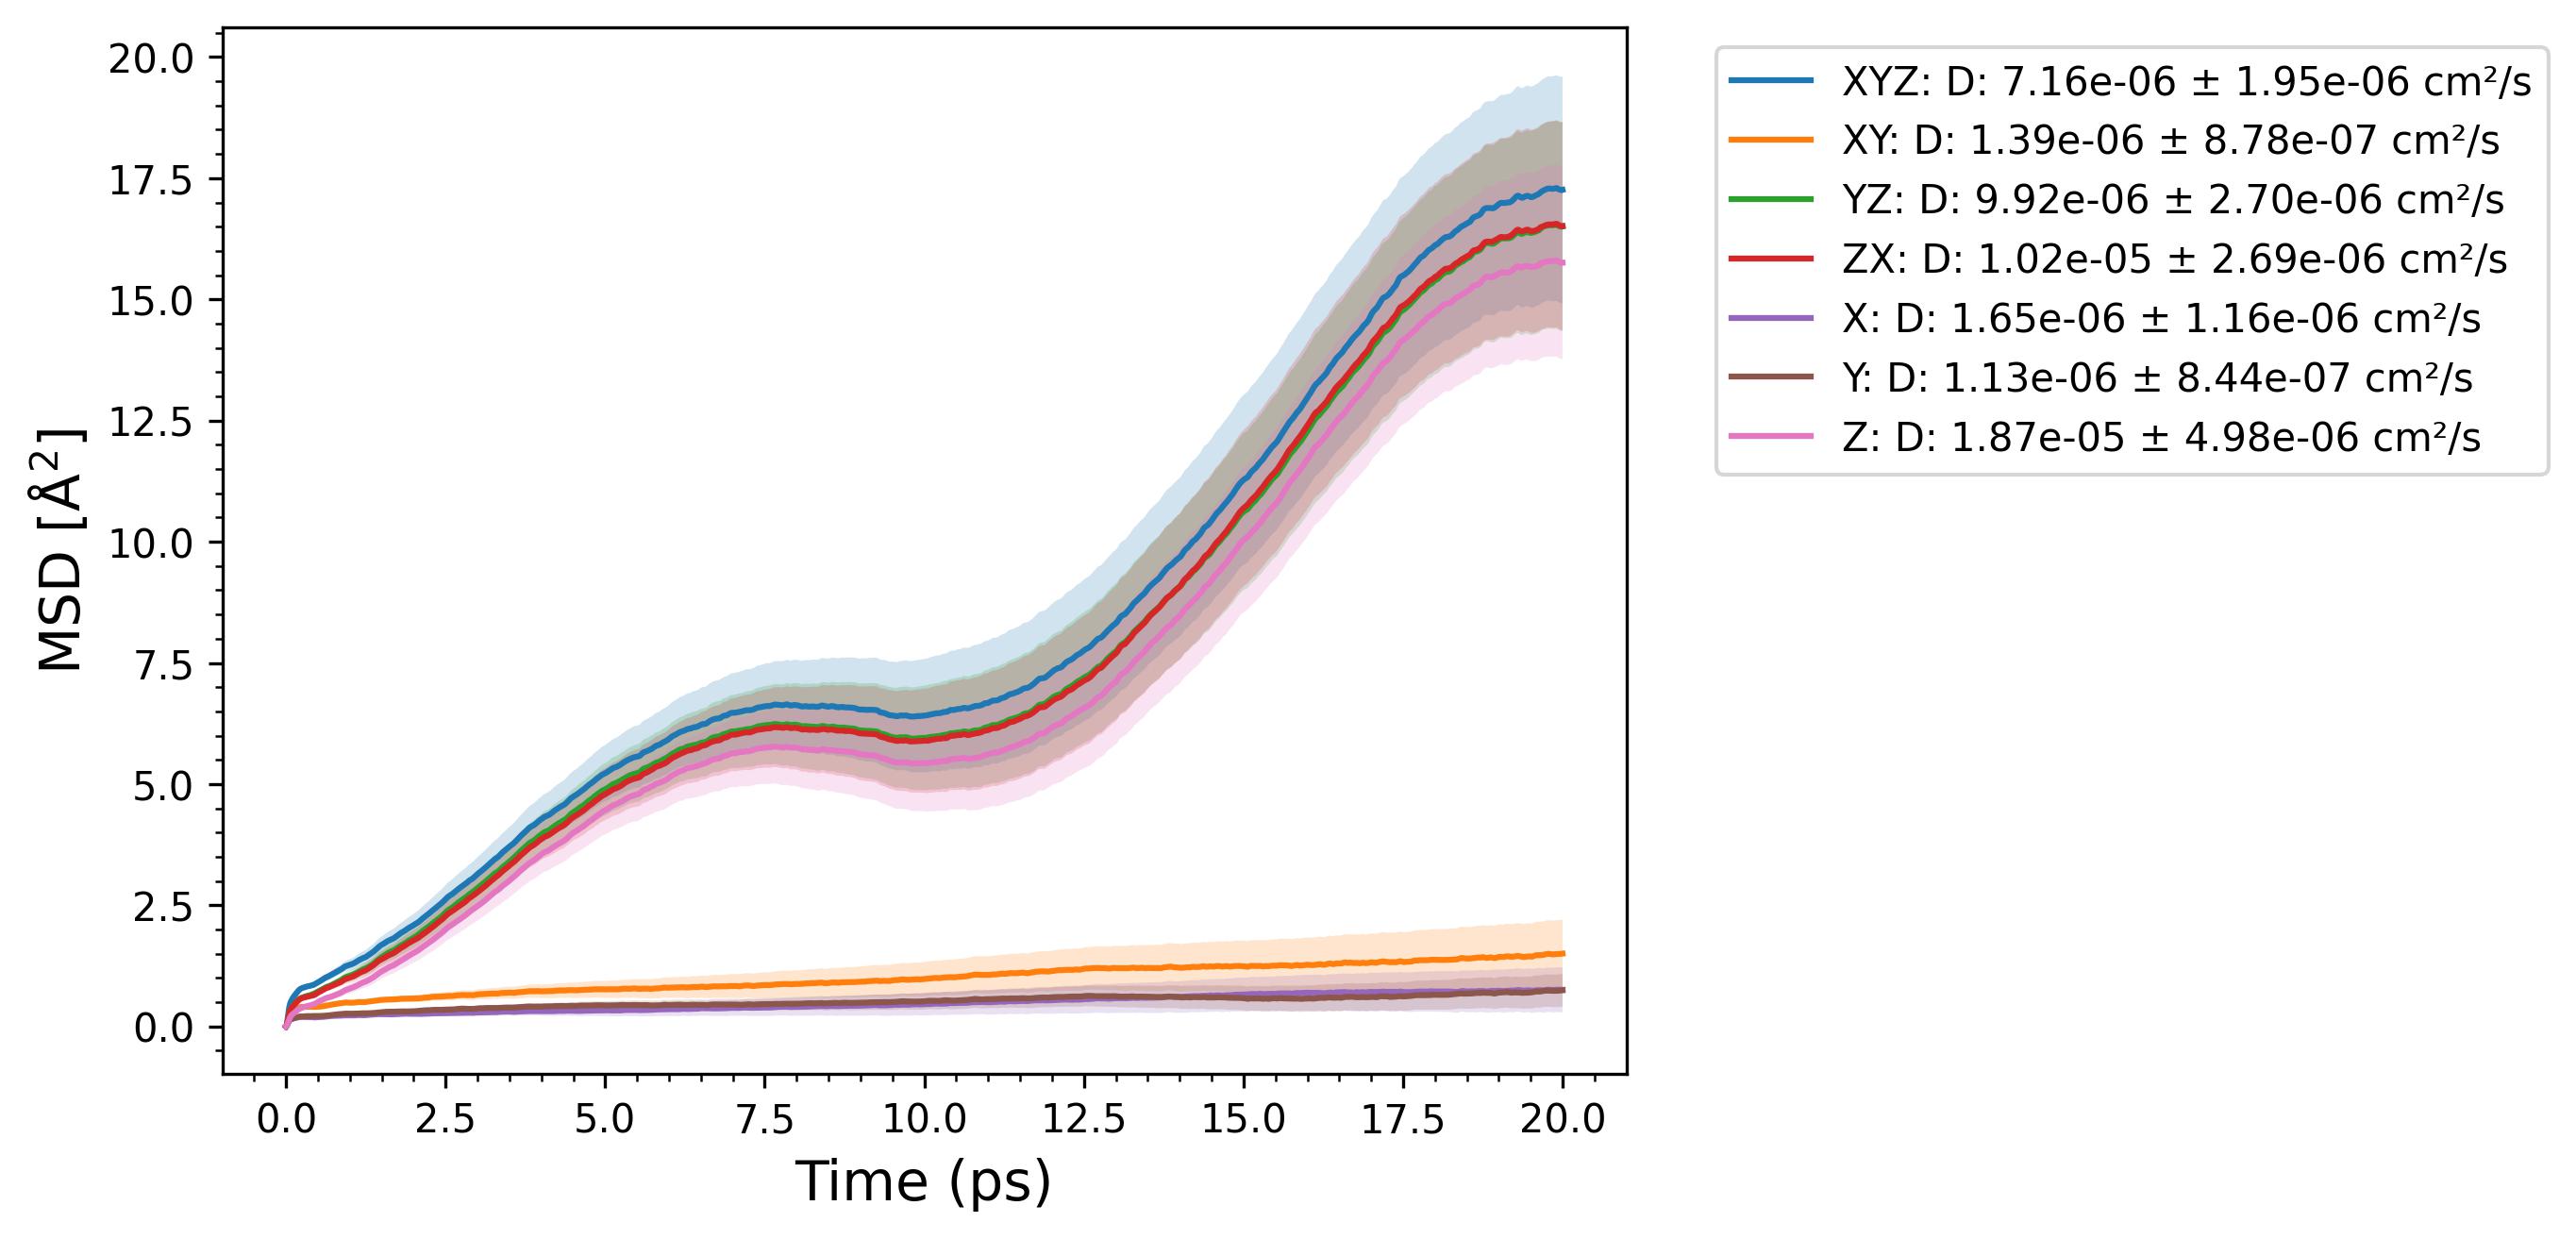 20.0
17.5
15.0
12.5
10.0
7.5
5.0
2.5
0.0
MSD [Å²]
0.0 2.5 5.0 7.5 10.0 12.5 15.0 17.5 20.0
Time (ps)
XYZ: D: 7.16e-06 ± 1.95e-06 cm²/s
XY: D: 1.39e-06 ± 8.78e-07 cm²/s
YZ: D: 9.92e-06 ± 2.70e-06 cm²/s
ZX: D: 1.02e-05 ± 2.69e-06 cm²/s
X: D: 1.65e-06 ± 1.16e-06 cm²/s
Y: D: 1.13e-06 ± 8.44e-07 cm²/s
Z: D: 1.87e-05 ± 4.98e-06 cm²/s